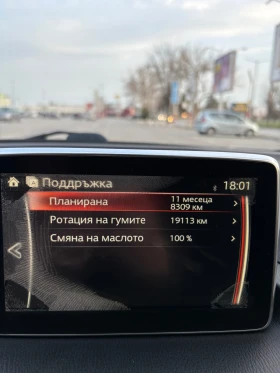 Поддръжка
18:01
Планирана
11 месеца
8309 км
Ротация на гумите
19113 км
Смяна на маслото
100 %